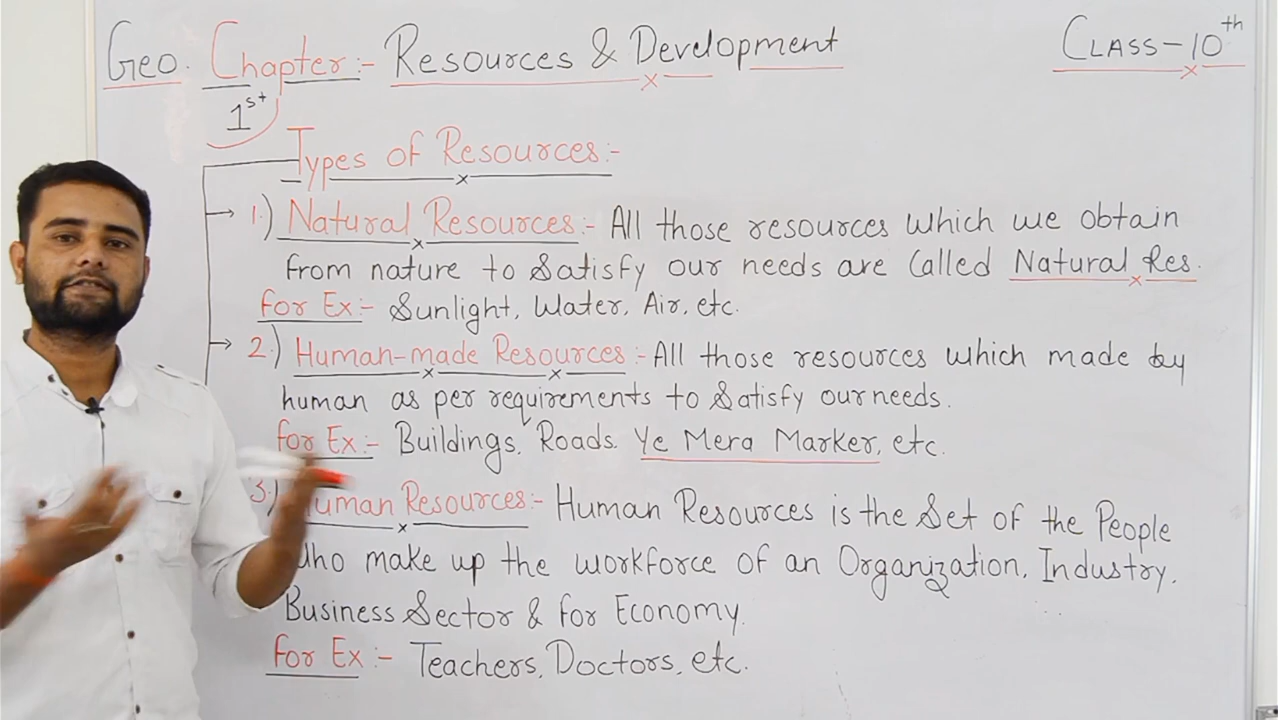 Geo. Chapter:- Resources & Development
Class-10th
1st
Types of Resources:-
1.) Natural Resources:- All those resources which we obtain
from nature to Satisfy our needs are Called Natural Res.
for Ex:- Sunlight, Water, Air, etc.
2.) Human-made Resources:- All those resources which made by
human as per requirements to Satisfy our needs.
for Ex:- Buildings, Roads. Ye Mera Marker, etc.
3.) Human Resources:- Human Resources is the Set of the People
who make up the workforce of an Organization, Industry,
Business Sector & for Economy.
for Ex:- Teachers, Doctors, etc.